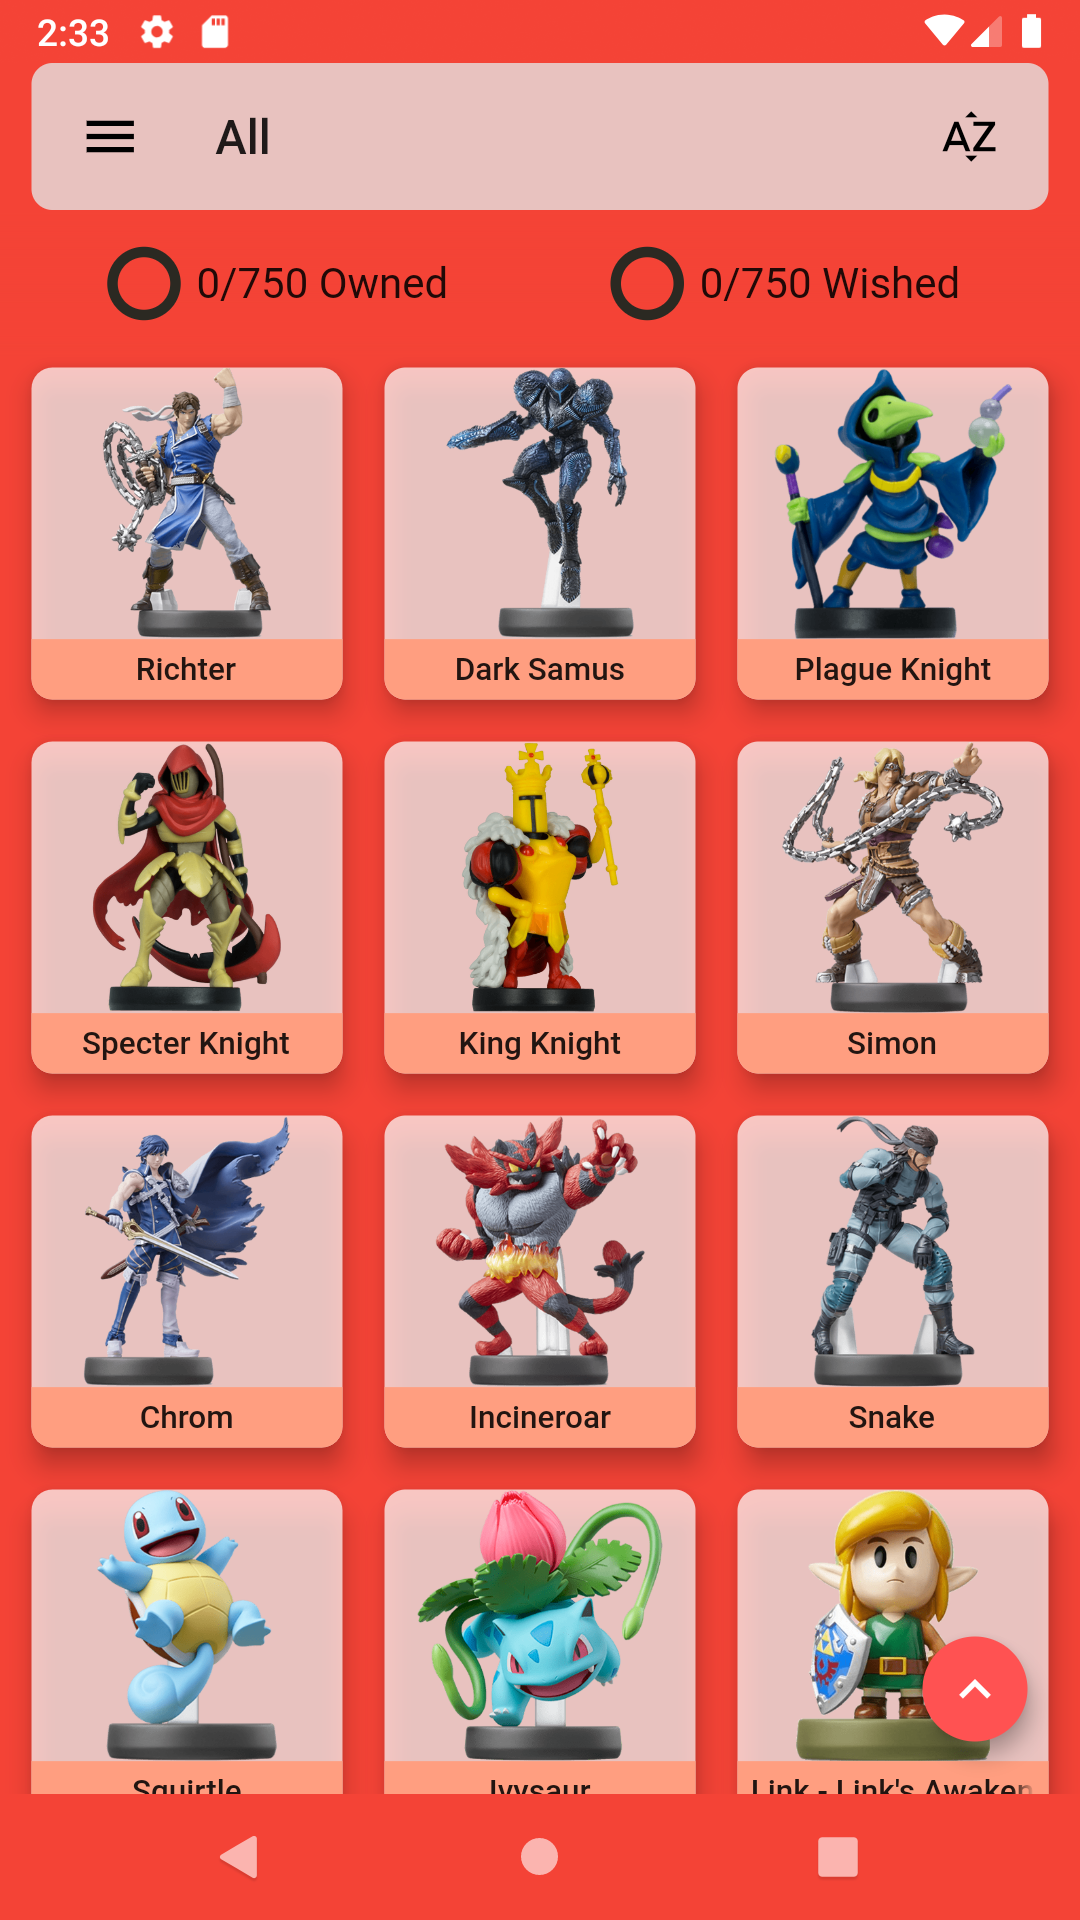 2:33
All
AZ
0/750 Owned
0/750 Wished
Richter
Dark Samus
Plague Knight
Specter Knight
King Knight
Simon
Chrom
Incineroar
Snake
Squirtle
Ivysaur
Link - Link's Awaken